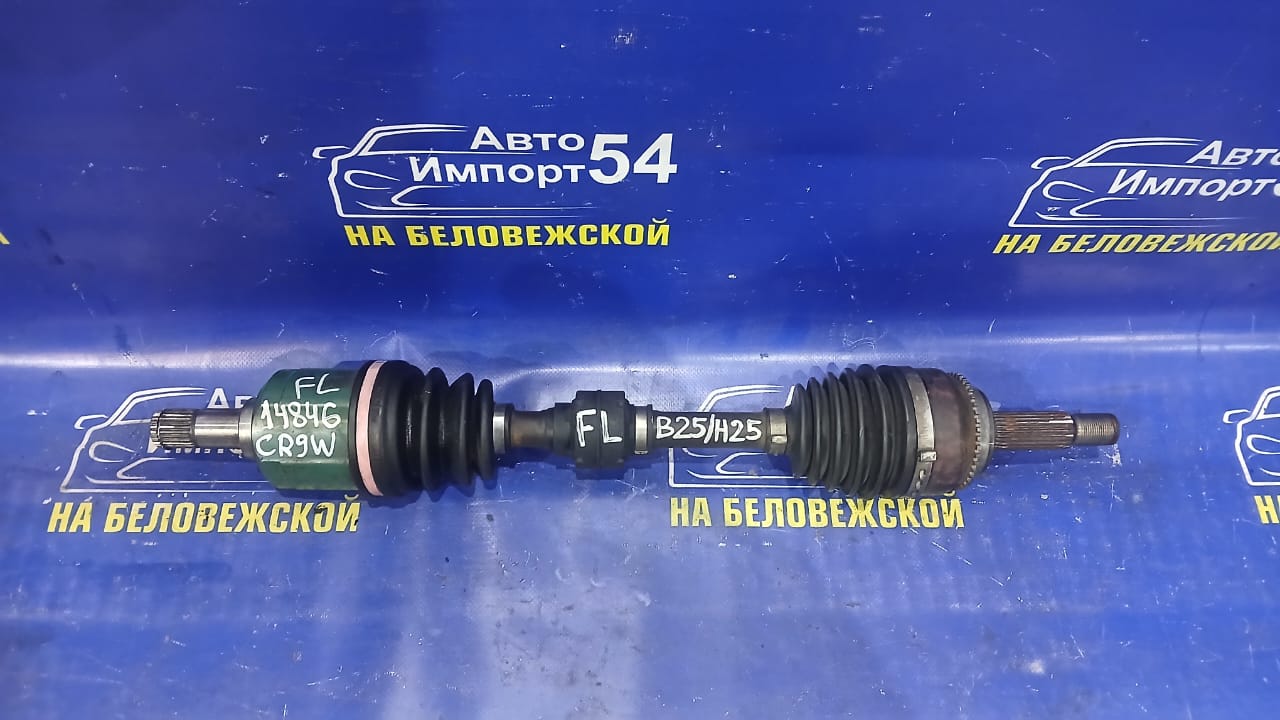 Авто
Импорт54
НА БЕЛОВЕЖСКОЙ
Авто
Импорт
НА БЕЛОВЕЖСКОЙ
FL
14846
CR9W
FL
B25/H25
НА БЕЛОВЕЖСКОЙ
НА БЕЛОВЕЖСКОЙ